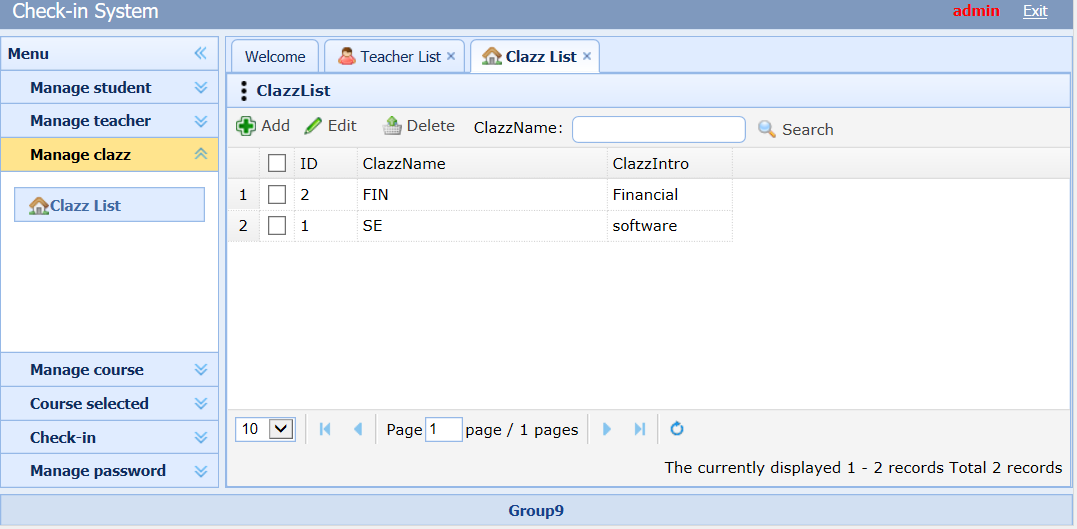 Check-in System
admin Exit
Menu
Manage student
Manage teacher
Manage clazz
Clazz List
Manage course
Course selected
Check-in
Manage password
Welcome Teacher List Clazz List
ClazzList
Add Edit Delete ClazzName: Search
ID ClazzName ClazzIntro
1 2 FIN Financial
2 1 SE software
10 Page 1 page / 1 pages
The currently displayed 1 - 2 records Total 2 records
Group9